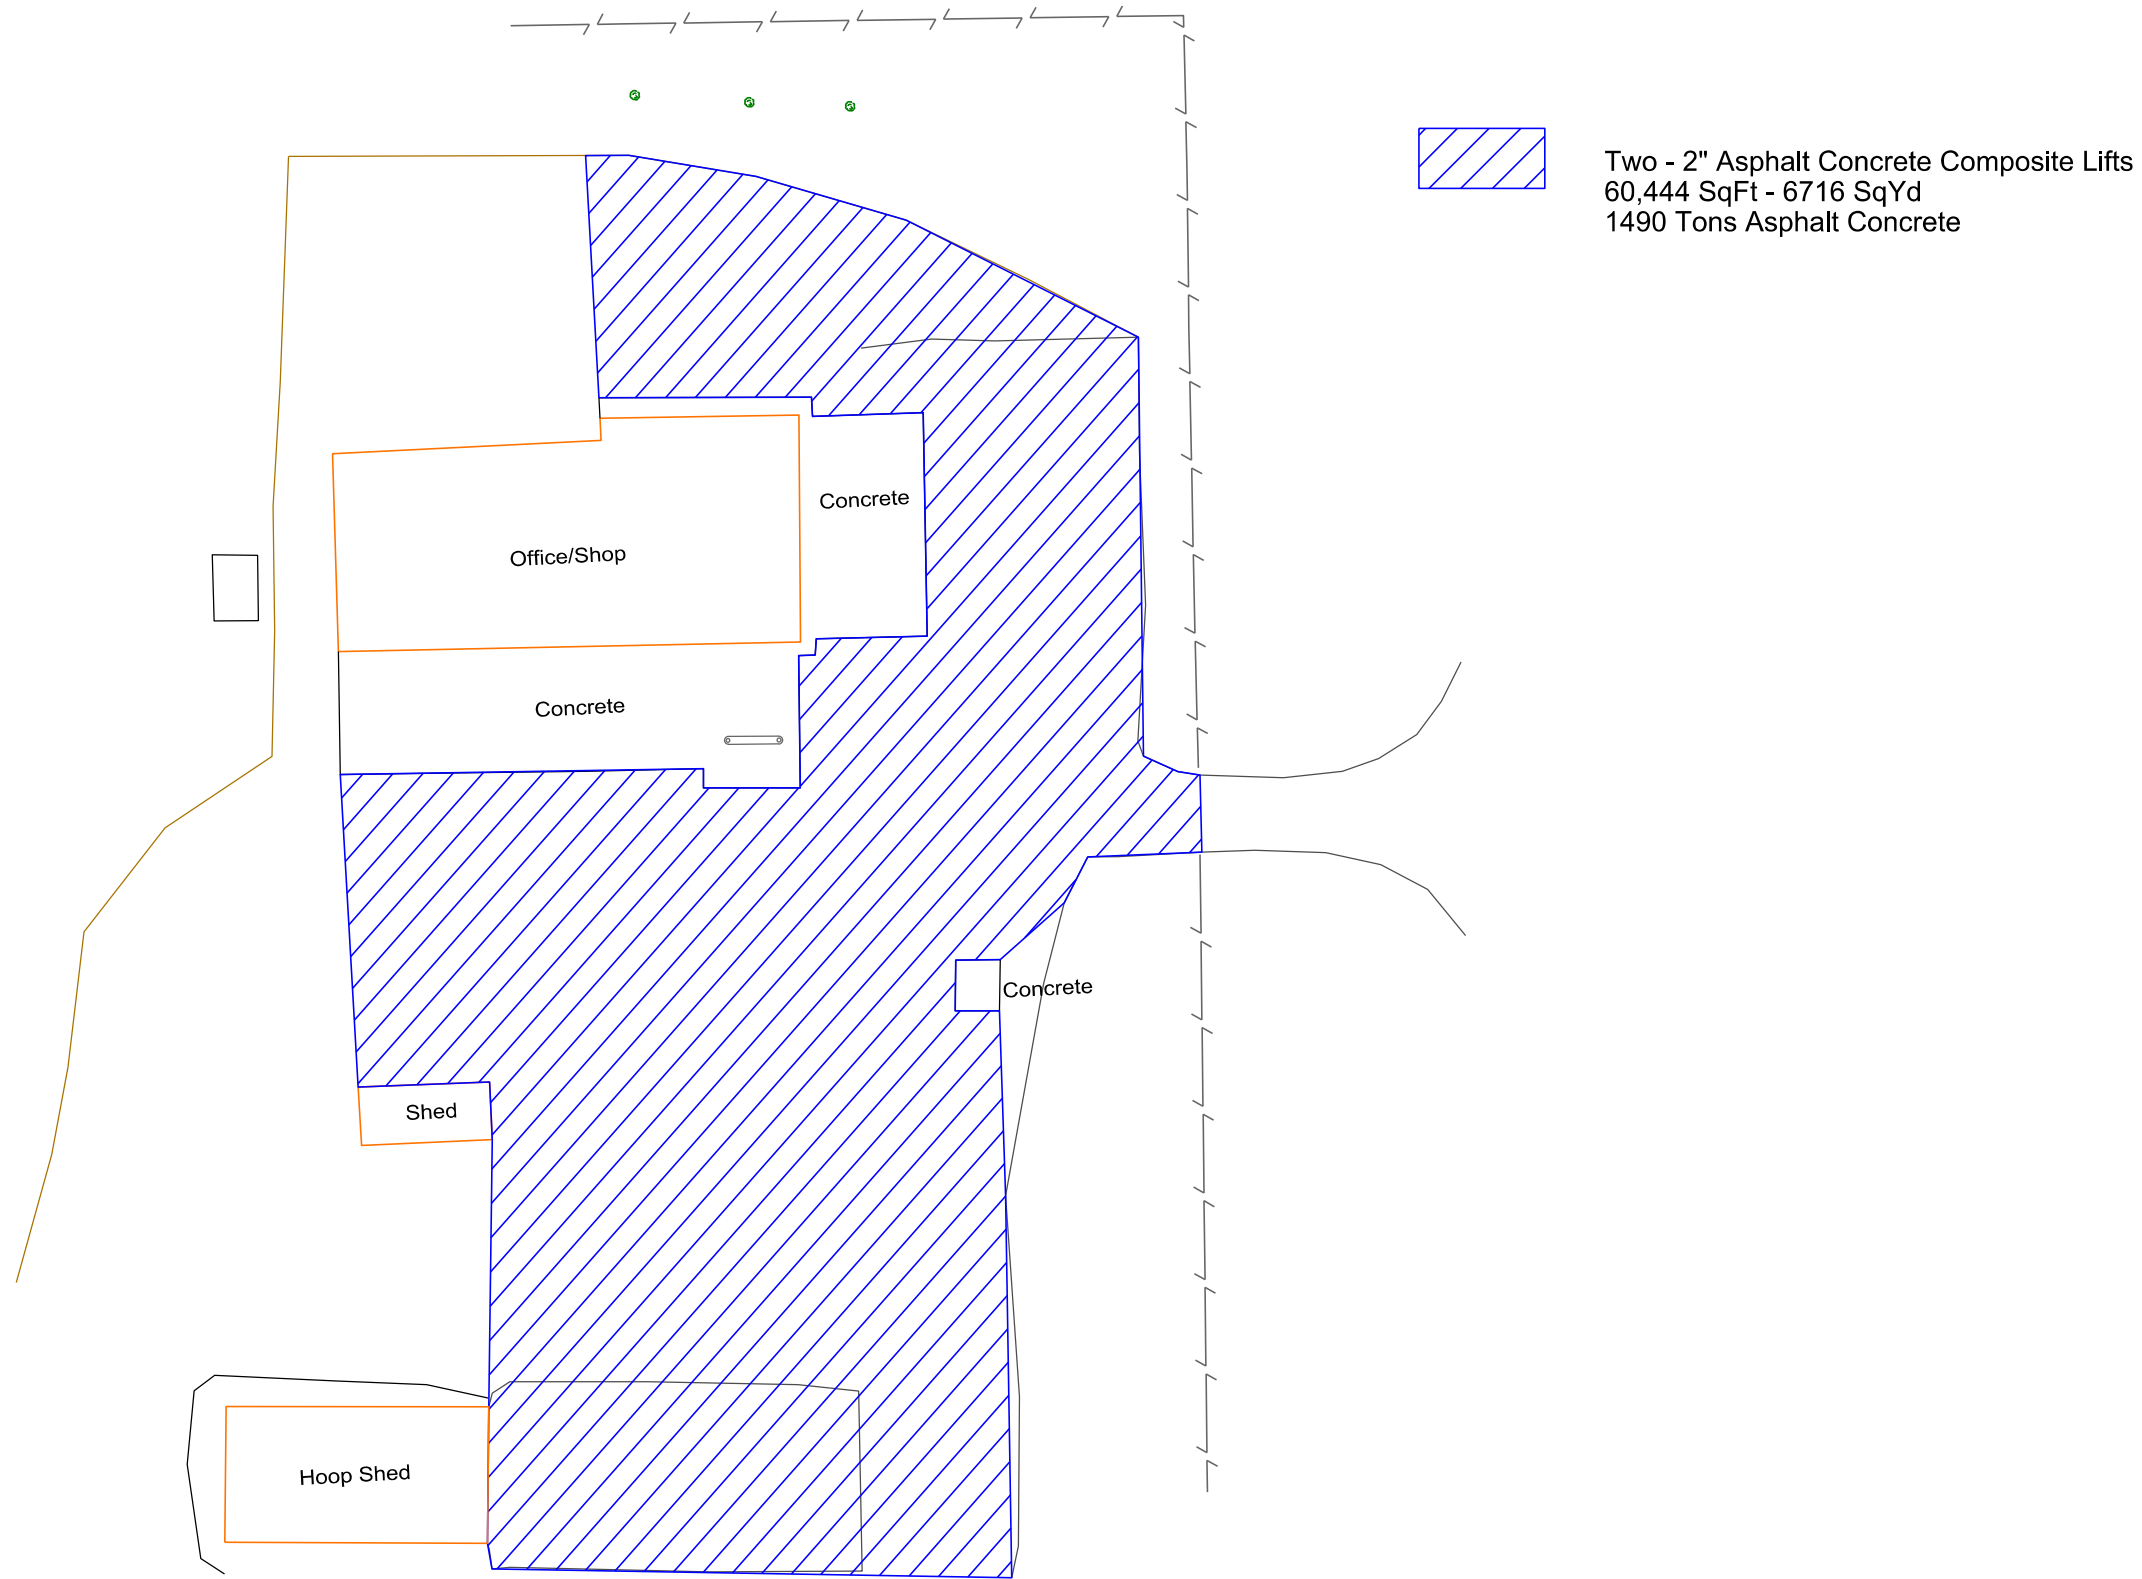 Two - 2" Asphalt Concrete Composite Lifts
60,444 SqFt - 6716 SqYd
1490 Tons Asphalt Concrete
Concrete
Office/Shop
Concrete
Concrete
Shed
Hoop Shed